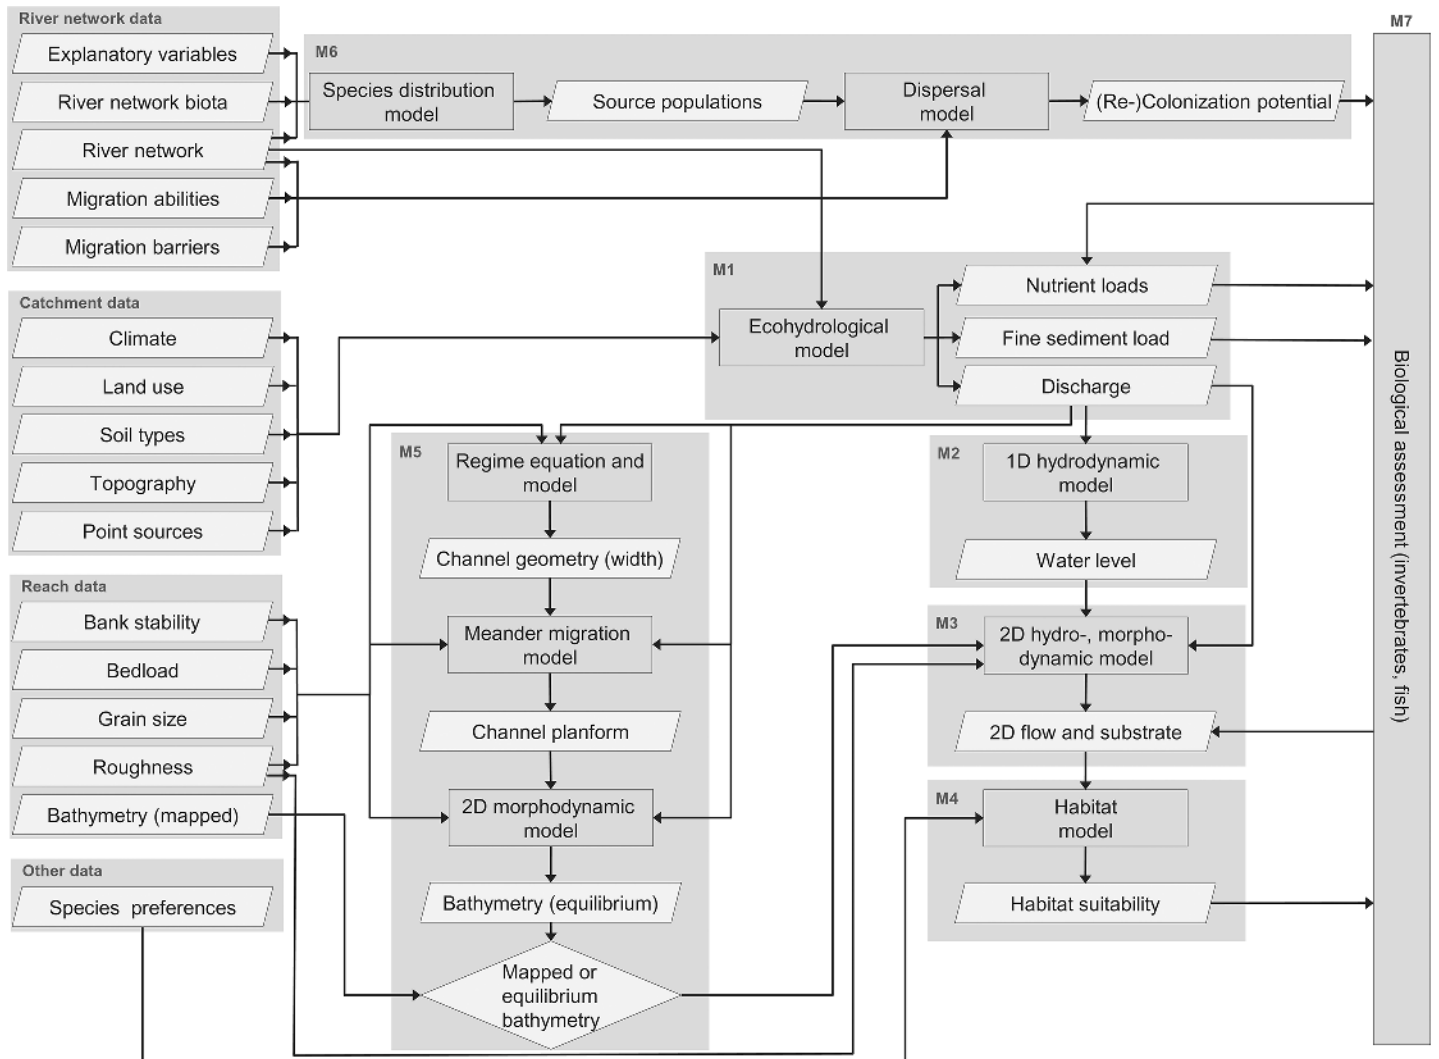 River network data
Explanatory variables
River network biota
River network
Migration abilities
Migration barriers
M6
Species distribution
model
Source populations
Dispersal
model
(Re-)Colonization potential
M7
Biological assessment (invertebrates, fish)
Catchment data
Climate
Land use
Soil types
Topography
Point sources
M1
Ecohydrological
model
Nutrient loads
Fine sediment load
Discharge
Reach data
Bank stability
Bedload
Grain size
Roughness
Bathymetry (mapped)
Other data
Species preferences
M5
Regime equation and
model
Channel geometry (width)
Meander migration
model
Channel planform
2D morphodynamic
model
Bathymetry (equilibrium)
Mapped or
equilibrium
bathymetry
M2
1D hydrodynamic
model
Water level
M3
2D hydro-, morpho-
dynamic model
2D flow and substrate
M4
Habitat
model
Habitat suitability